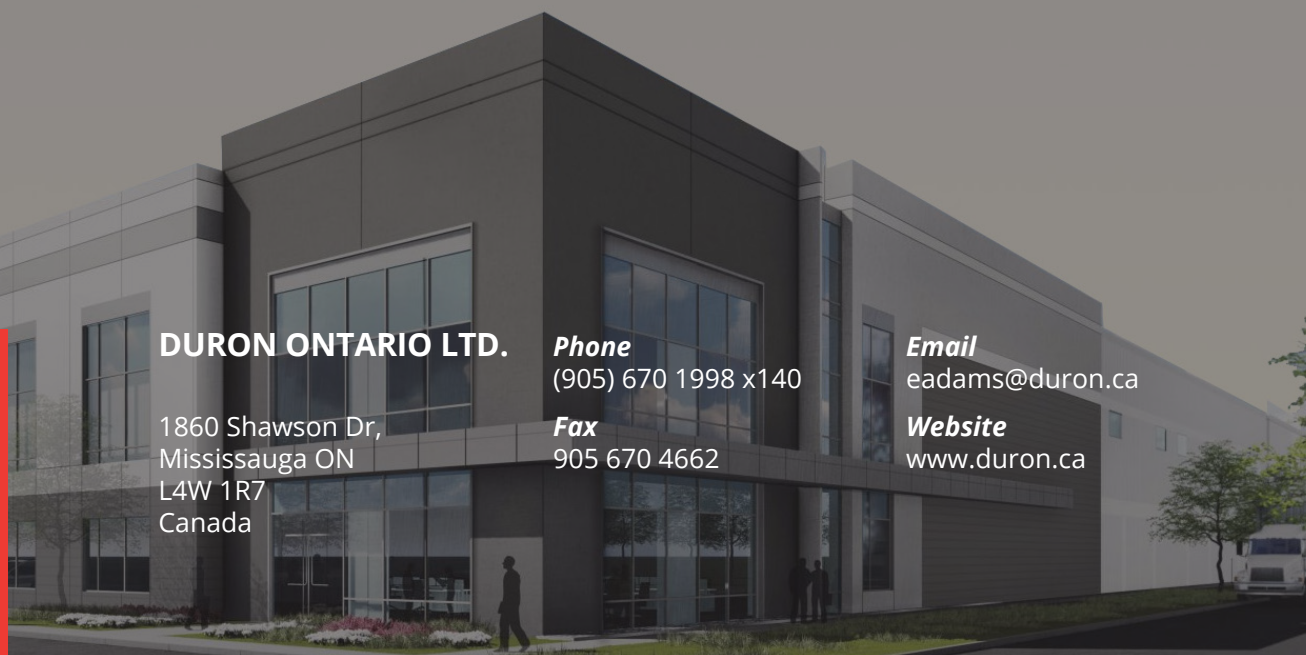 DURON ONTARIO LTD.
1860 Shawson Dr,
Mississauga ON
L4W 1R7
Canada
Phone
(905) 670 1998 x140
Fax
905 670 4662
Email
eadams@duron.ca
Website
www.duron.ca